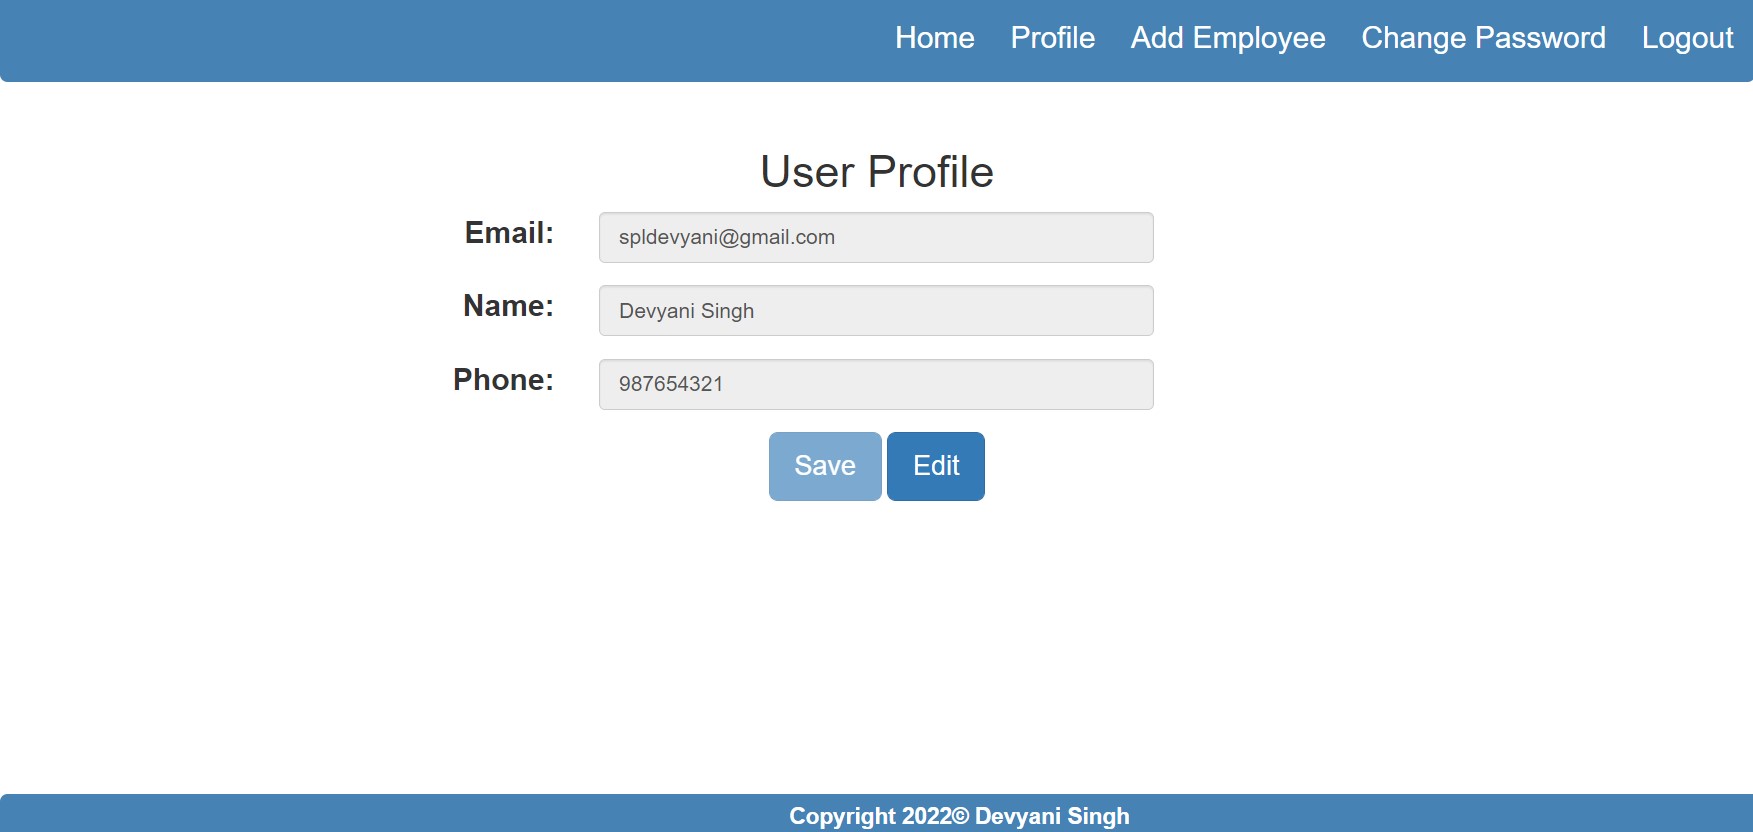 Home Profile Add Employee Change Password Logout
User Profile
Email: spldevyani@gmail.com
Name: Devyani Singh
Phone: 987654321
Save Edit
Copyright 2022© Devyani Singh